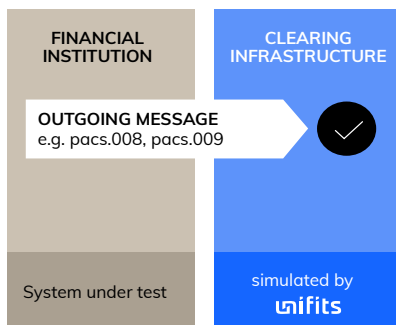 FINANCIAL
INSTITUTION
CLEARING
INFRASTRUCTURE
OUTGOING MESSAGE
e.g. pacs.008, pacs.009
System under test
simulated by
unifits